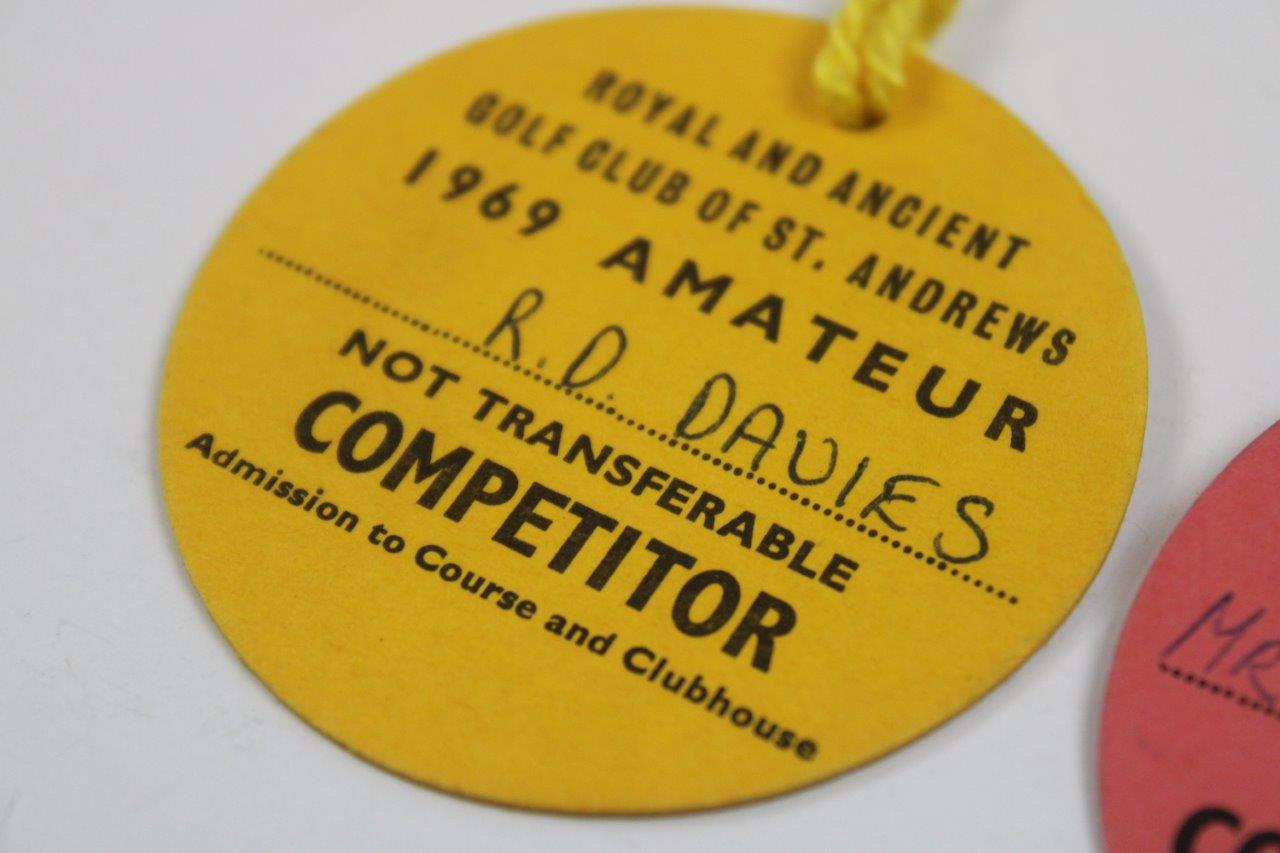 ROYAL AND ANCIENT
GOLF CLUB OF ST. ANDREWS
1969 AMATEUR
R.D. DAVIES
NOT TRANSFERABLE
COMPETITOR
Admission to Course and Clubhouse
MR